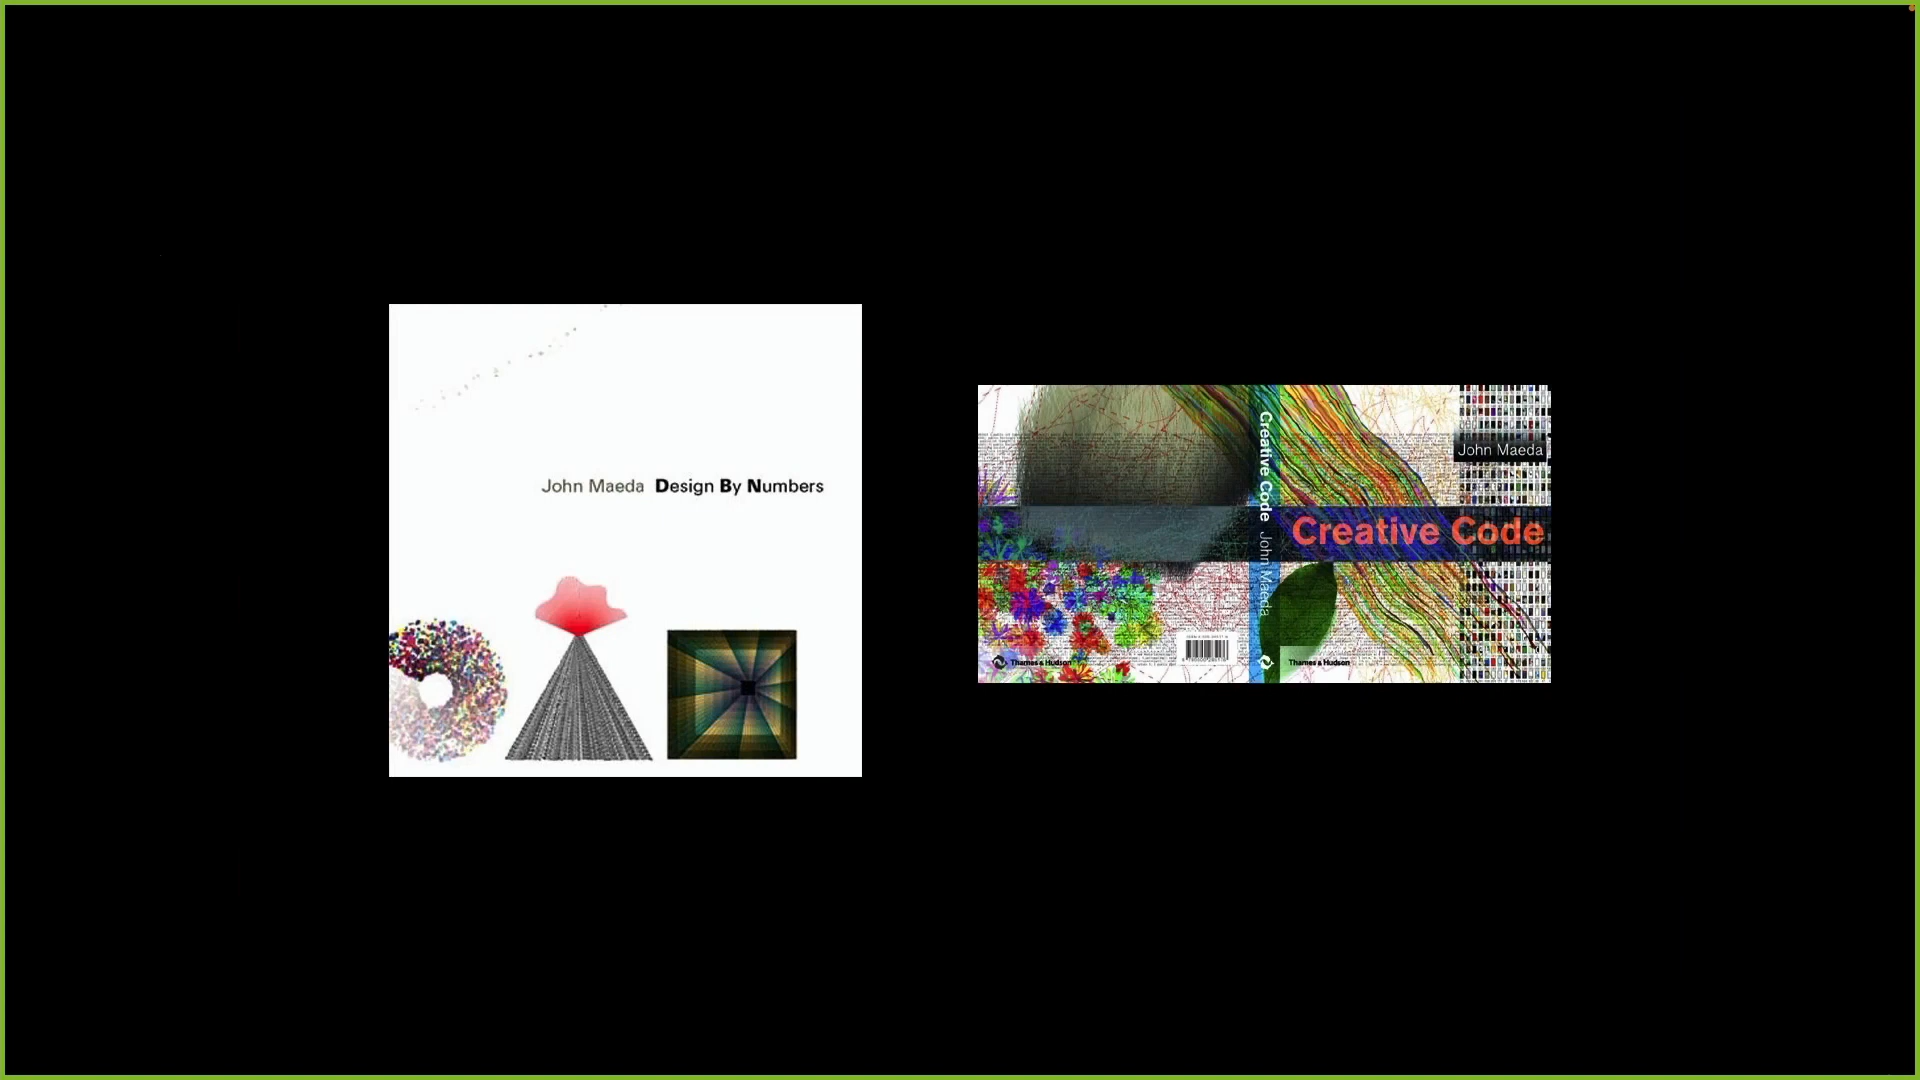 John Maeda Design By Numbers
Creative Code John Maeda
John Maeda
Creative Code
Thames & Hudson
Thames & Hudson